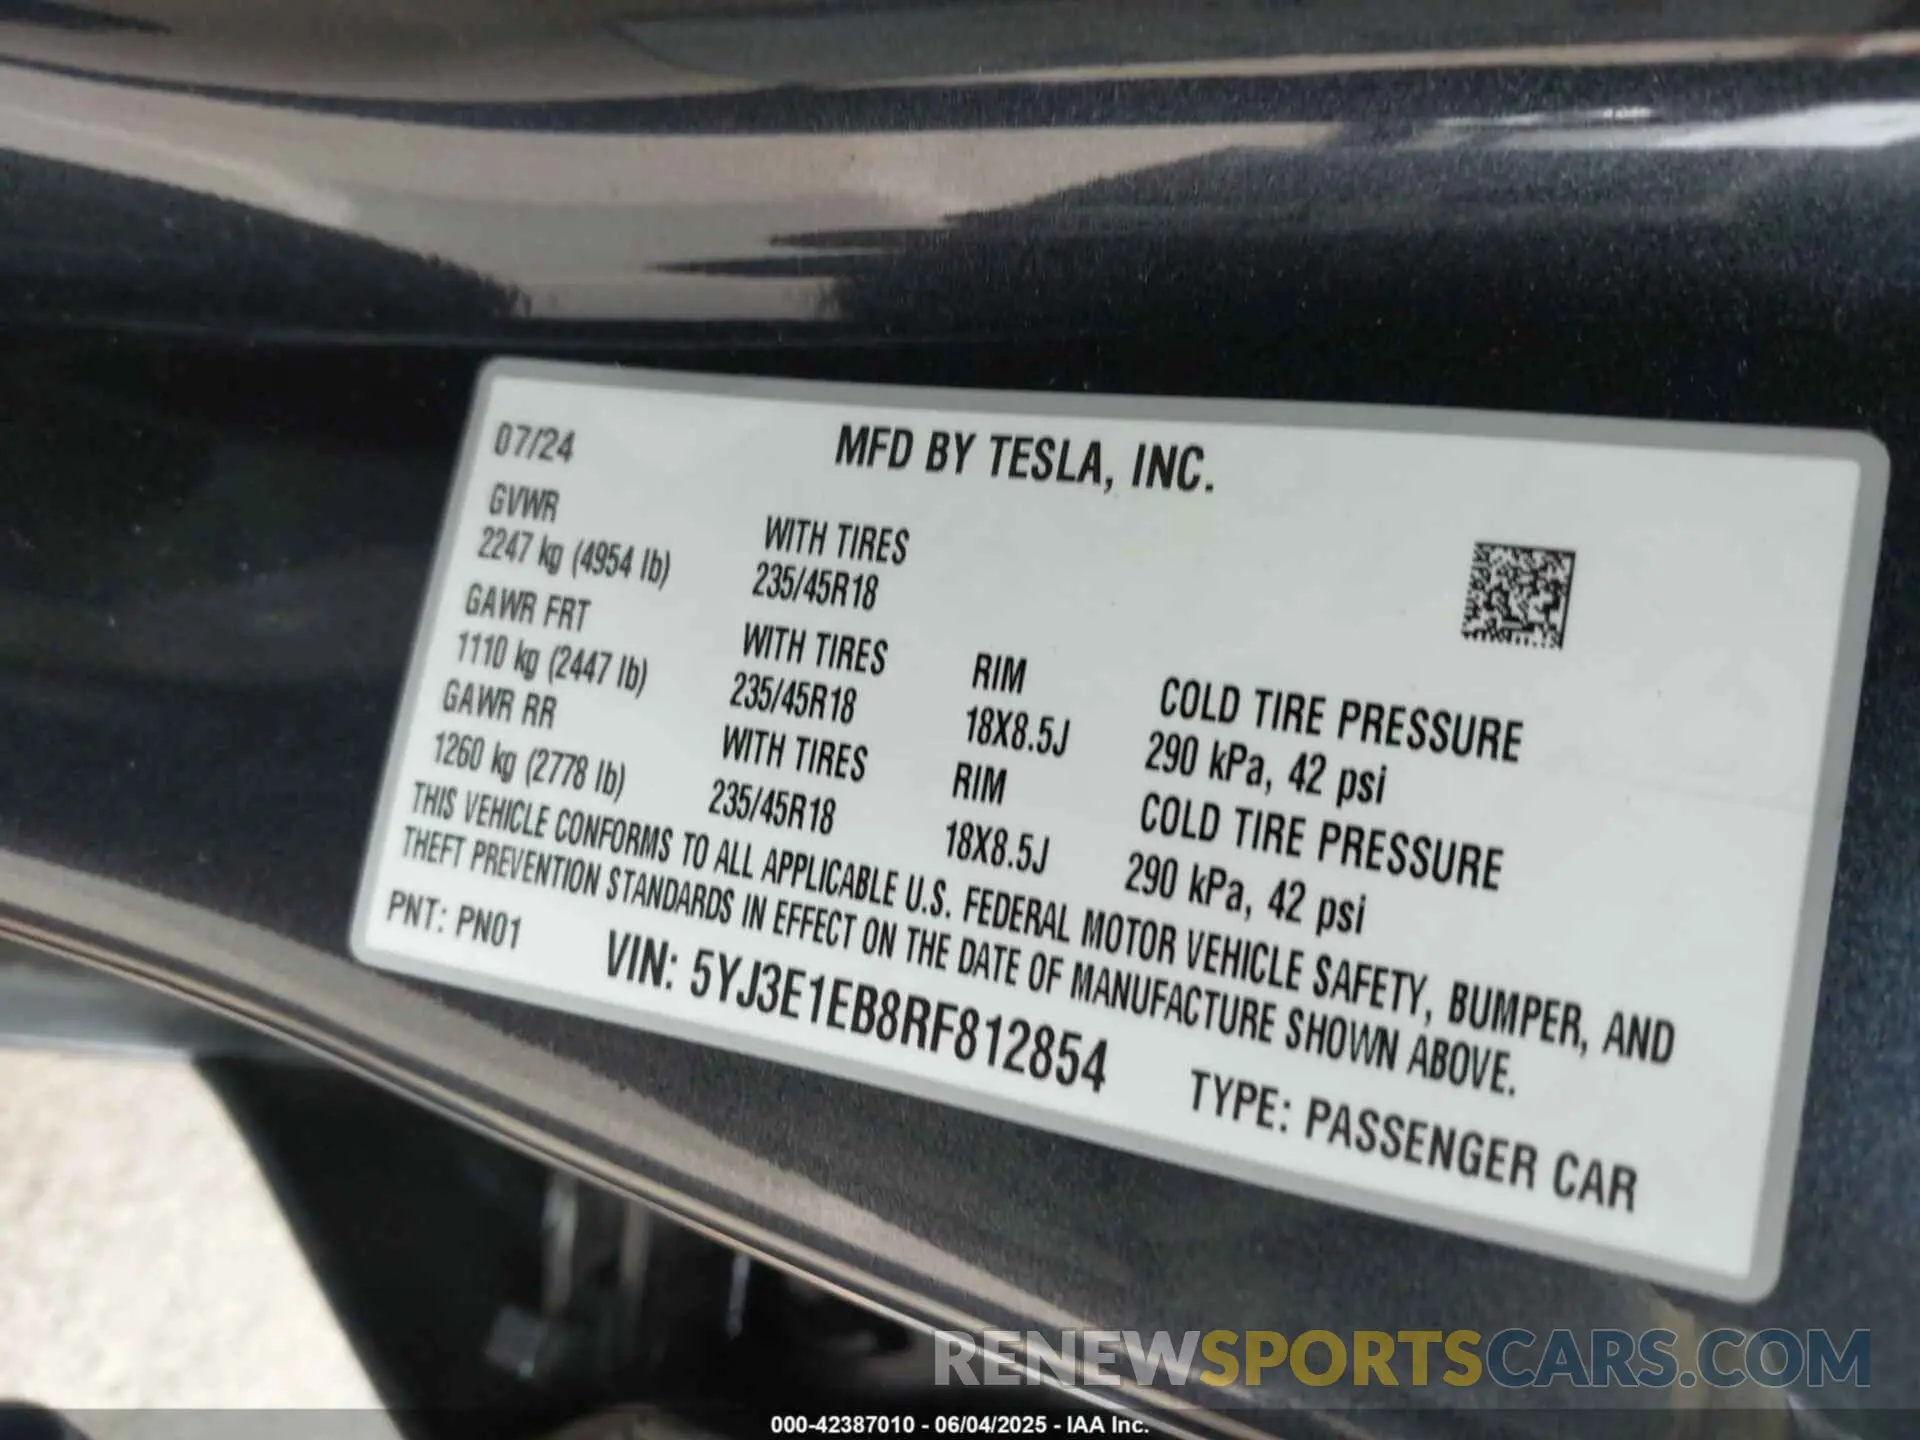 07/24 MFD BY TESLA, INC.
GVWR WITH TIRES
2247 kg (4954 lb) 235/45R18
GAWR FRT WITH TIRES RIM COLD TIRE PRESSURE
1110 kg (2447 lb) 235/45R18 18X8.5J 290 kPa, 42 psi
GAWR RR WITH TIRES RIM COLD TIRE PRESSURE
1260 kg (2778 lb) 235/45R18 18X8.5J 290 kPa, 42 psi
THIS VEHICLE CONFORMS TO ALL APPLICABLE U.S. FEDERAL MOTOR VEHICLE SAFETY, BUMPER, AND
THEFT PREVENTION STANDARDS IN EFFECT ON THE DATE OF MANUFACTURE SHOWN ABOVE.
PNT: PN01 VIN: 5YJ3E1EB8RF812854 TYPE: PASSENGER CAR
RENEWSPORTSCARS.COM
000-42387010 - 06/04/2025 - IAA Inc.